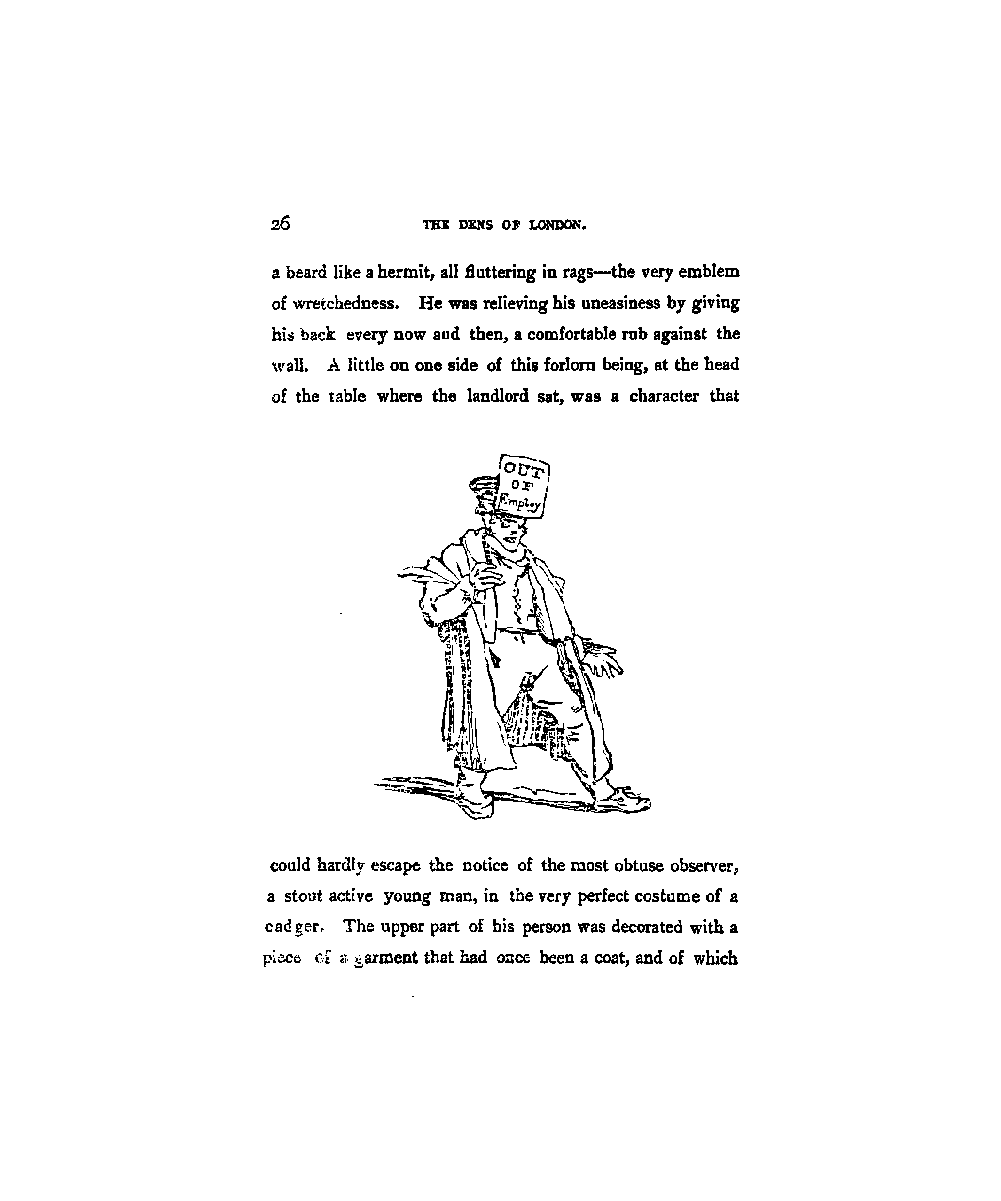 26 THE DENS OF LONDON.
a beard like a hermit, all fluttering in rags—the very emblem
of wretchedness. He was relieving his uneasiness by giving
his back every now and then, a comfortable rub against the
wall. A little on one side of this forlorn being, at the head
of the table where the landlord sat, was a character that
OUT
OF
Employ
could hardly escape the notice of the most obtuse observer,
a stout active young man, in the very perfect costume of a
cadger. The upper part of his person was decorated with a
piece of a garment that had once been a coat, and of which